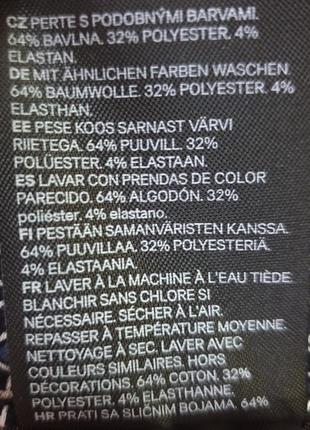 CZ PERTE S PODOBNÝMI BARVAMI.
64% BAVLNA. 32% POLYESTER. 4%
ELASTAN.
DE MIT ÄHNLICHEN FARBEN WASCHEN.
64% BAUMWOLLE. 32% POLYESTER. 4%
ELASTHAN.
EE PESE KOOS SARNAST VÄRVI
RIIETEGA. 64% PUUVILL. 32%
POLÜESTER. 4% ELASTAAN.
ES LAVAR CON PRENDAS DE COLOR
PARECIDO. 64% ALGODÓN. 32%
poliéster. 4% elastano.
FI PESTÄÄN SAMANVÄRISTEN KANSSA.
64% PUUVILLAA. 32% POLYESTERIÄ.
4% ELASTAANIA.
FR LAVER À LA MACHINE À L'EAU TIÈDE.
BLANCHIR SANS CHLORE SI
NÉCESSAIRE. SÉCHER À L'AIR.
REPASSER À TEMPÉRATURE MOYENNE.
NETTOYAGE À SEC. LAVER AVEC
COULEURS SIMILAIRES. HORS
DÉCORATIONS. 64% COTON. 32%
POLYESTER. 4% ELASTHANNE.
HR PRATI SA SLIČNIM BOJAMA. 64%